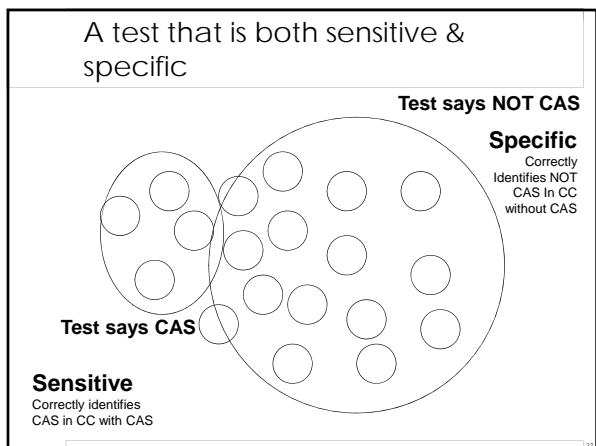 A test that is both sensitive &
specific
Test says NOT CAS
Specific
Correctly
Identifies NOT
CAS In CC
without CAS
Test says CAS
Sensitive
Correctly identifies
CAS in CC with CAS
27